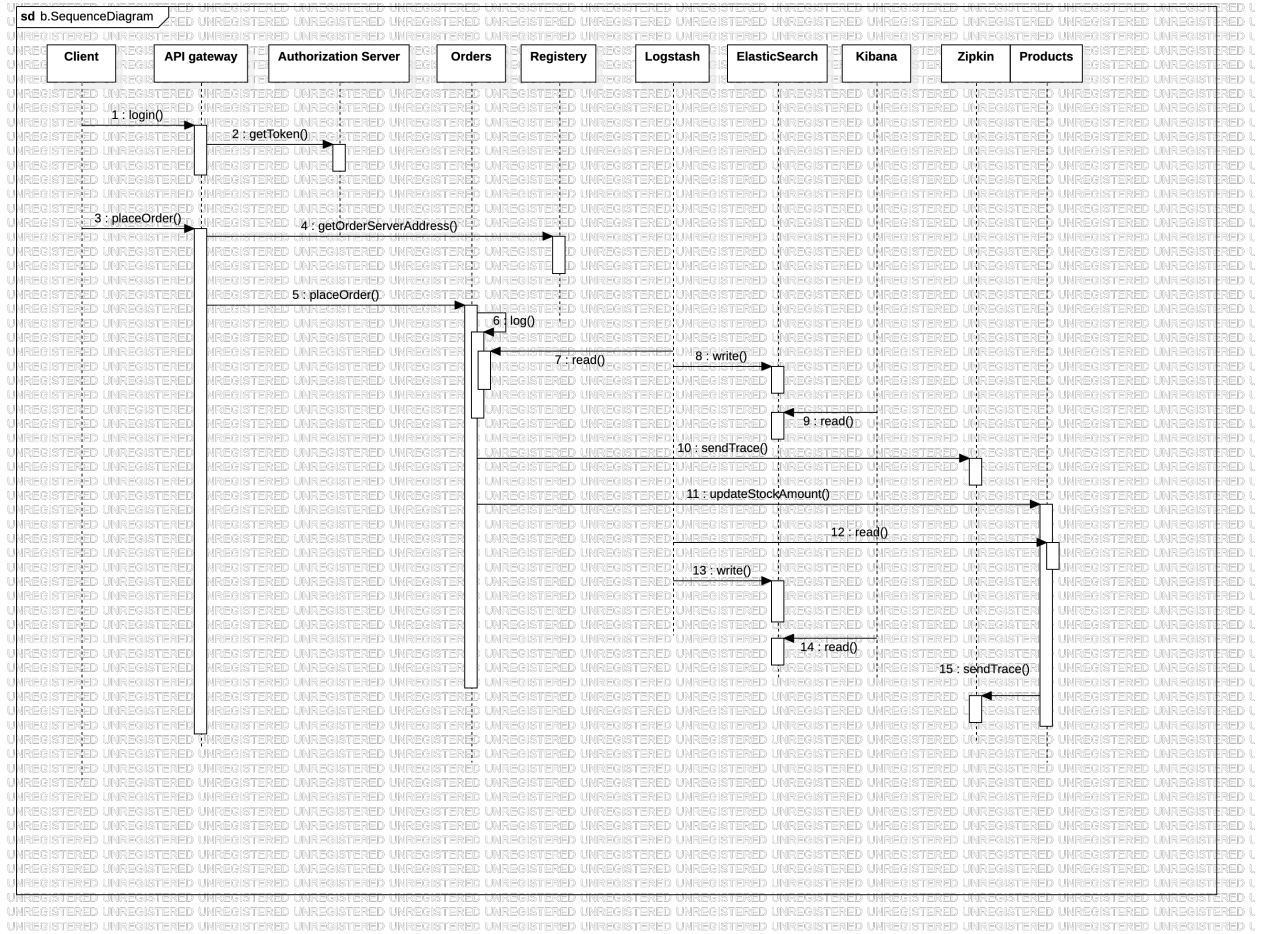 sd b.SequenceDiagram
Client
API gateway
Authorization Server
Orders
Registery
Logstash
ElasticSearch
Kibana
Zipkin
Products
1 : login()
2 : getToken()
3 : placeOrder()
4 : getOrderServerAddress()
5 : placeOrder()
6 : log()
7 : read()
8 : write()
9 : read()
10 : sendTrace()
11 : updateStockAmount()
12 : read()
13 : write()
14 : read()
15 : sendTrace()
UNREGISTERED